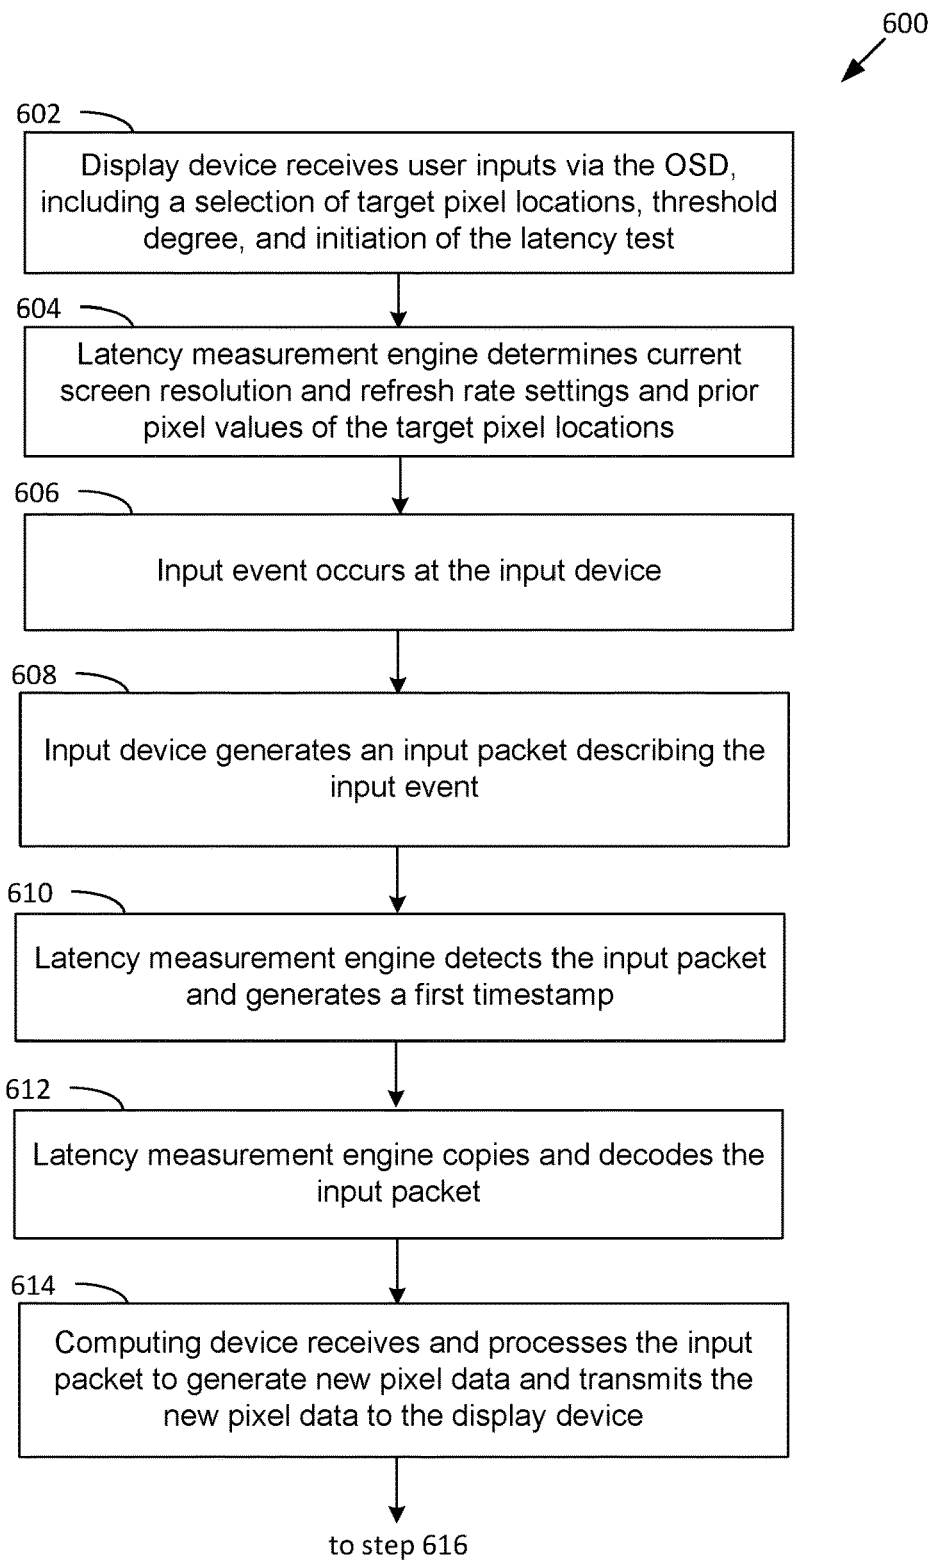 600
602
Display device receives user inputs via the OSD,
including a selection of target pixel locations, threshold
degree, and initiation of the latency test
604
Latency measurement engine determines current
screen resolution and refresh rate settings and prior
pixel values of the target pixel locations
606
Input event occurs at the input device
608
Input device generates an input packet describing the
input event
610
Latency measurement engine detects the input packet
and generates a first timestamp
612
Latency measurement engine copies and decodes the
input packet
614
Computing device receives and processes the input
packet to generate new pixel data and transmits the
new pixel data to the display device
to step 616